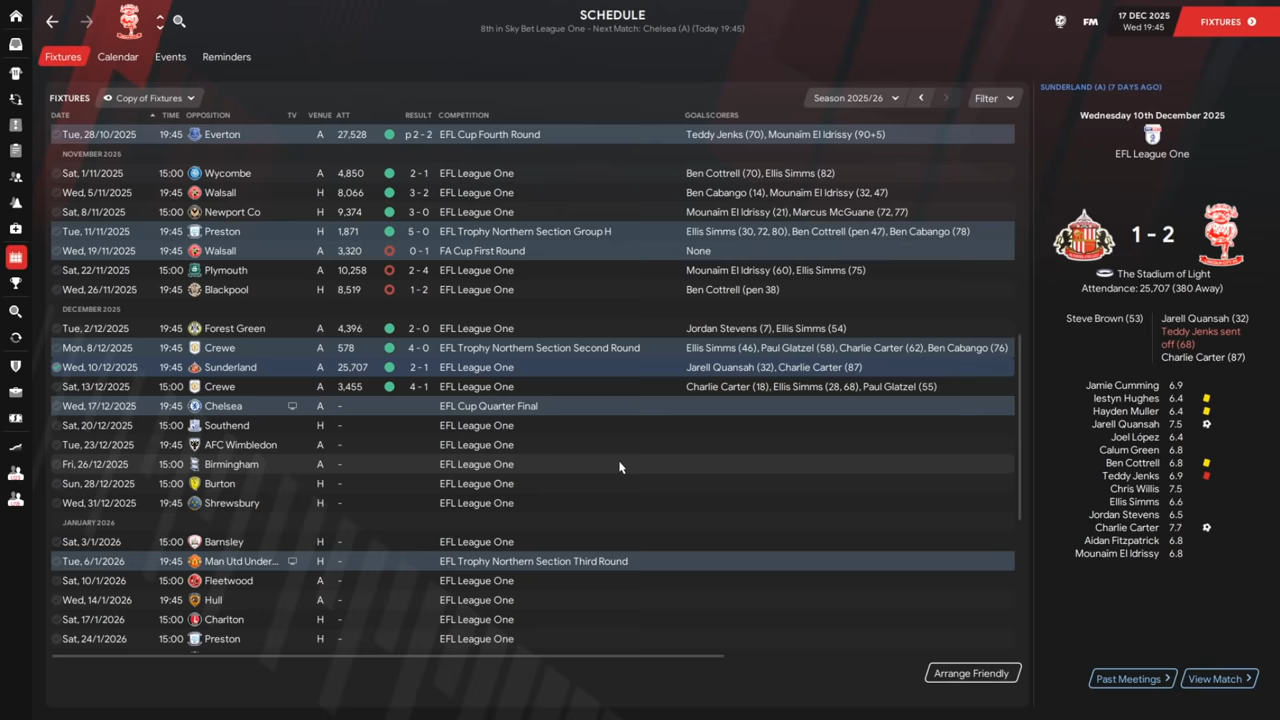 SCHEDULE
8th in Sky Bet League One - Next Match: Chelsea (A) (Today 19:45)
FM
17 DEC 2025
Wed 19:45
FIXTURES
Fixtures Calendar Events Reminders
FIXTURES Copy of Fixtures Season 2025/26 Filter
DATE TIME OPPOSITION TV VENUE ATT RESULT COMPETITION GOALSCORERS
Tue, 28/10/2025 19:45 Everton A 27,528 p 2 - 2 EFL Cup Fourth Round Teddy Jenks (70), Mounaïm El Idrissy (90+5)
NOVEMBER 2025
Sat, 1/11/2025 15:00 Wycombe A 4,850 2 - 1 EFL League One Ben Cottrell (70), Ellis Simms (82)
Wed, 5/11/2025 19:45 Walsall H 8,066 3 - 2 EFL League One Ben Cabango (14), Mounaïm El Idrissy (32, 47)
Sat, 8/11/2025 15:00 Newport Co H 9,374 3 - 0 EFL League One Mounaïm El Idrissy (21), Marcus McGuane (72, 77)
Tue, 11/11/2025 19:45 Preston H 1,871 5 - 0 EFL Trophy Northern Section Group H Ellis Simms (30, 72, 80), Ben Cottrell (pen 47), Ben Cabango (78)
Wed, 19/11/2025 19:45 Walsall A 3,320 0 - 1 FA Cup First Round None
Sat, 22/11/2025 15:00 Plymouth A 10,258 2 - 4 EFL League One Mounaïm El Idrissy (60), Ellis Simms (75)
Wed, 26/11/2025 19:45 Blackpool H 8,519 1 - 2 EFL League One Ben Cottrell (pen 38)
DECEMBER 2025
Tue, 2/12/2025 19:45 Forest Green A 4,396 2 - 0 EFL League One Jordan Stevens (7), Ellis Simms (54)
Mon, 8/12/2025 19:45 Crewe A 578 4 - 0 EFL Trophy Northern Section Second Round Ellis Simms (46), Paul Glatzel (58), Charlie Carter (62), Ben Cabango (76)
Wed, 10/12/2025 19:45 Sunderland A 25,707 2 - 1 EFL League One Jarell Quansah (32), Charlie Carter (87)
Sat, 13/12/2025 15:00 Crewe A 3,455 4 - 1 EFL League One Charlie Carter (18), Ellis Simms (28, 68), Paul Glatzel (55)
Wed, 17/12/2025 19:45 Chelsea A - EFL Cup Quarter Final
Sat, 20/12/2025 15:00 Southend H - EFL League One
Tue, 23/12/2025 19:45 AFC Wimbledon A - EFL League One
Fri, 26/12/2025 15:00 Birmingham A - EFL League One
Sun, 28/12/2025 15:00 Burton H - EFL League One
Wed, 31/12/2025 15:00 Shrewsbury H - EFL League One
JANUARY 2026
Sat, 3/1/2026 15:00 Barnsley H - EFL League One
Tue, 6/1/2026 19:45 Man Utd Under... H - EFL Trophy Northern Section Third Round
Sat, 10/1/2026 15:00 Fleetwood A - EFL League One
Wed, 14/1/2026 19:45 Hull A - EFL League One
Sat, 17/1/2026 15:00 Charlton H - EFL League One
Sat, 24/1/2026 15:00 Preston H - EFL League One
Arrange Friendly
SUNDERLAND (A) (7 DAYS AGO)
Wednesday 10th December 2025
EFL League One
1 - 2
The Stadium of Light
Attendance: 25,707 (380 Away)
Steve Brown (53) Jarell Quansah (32)
Teddy Jenks sent
off (68)
Charlie Carter (87)
Jamie Cumming 6.9
Iestyn Hughes 6.4
Hayden Muller 6.4
Jarell Quansah 7.5
Joel López 6.4
Calum Green 6.8
Ben Cottrell 6.8
Teddy Jenks 6.9
Chris Willis 7.5
Ellis Simms 6.6
Jordan Stevens 6.5
Charlie Carter 7.7
Aidan Fitzpatrick 6.8
Mounaïm El Idrissy 6.8
Past Meetings View Match